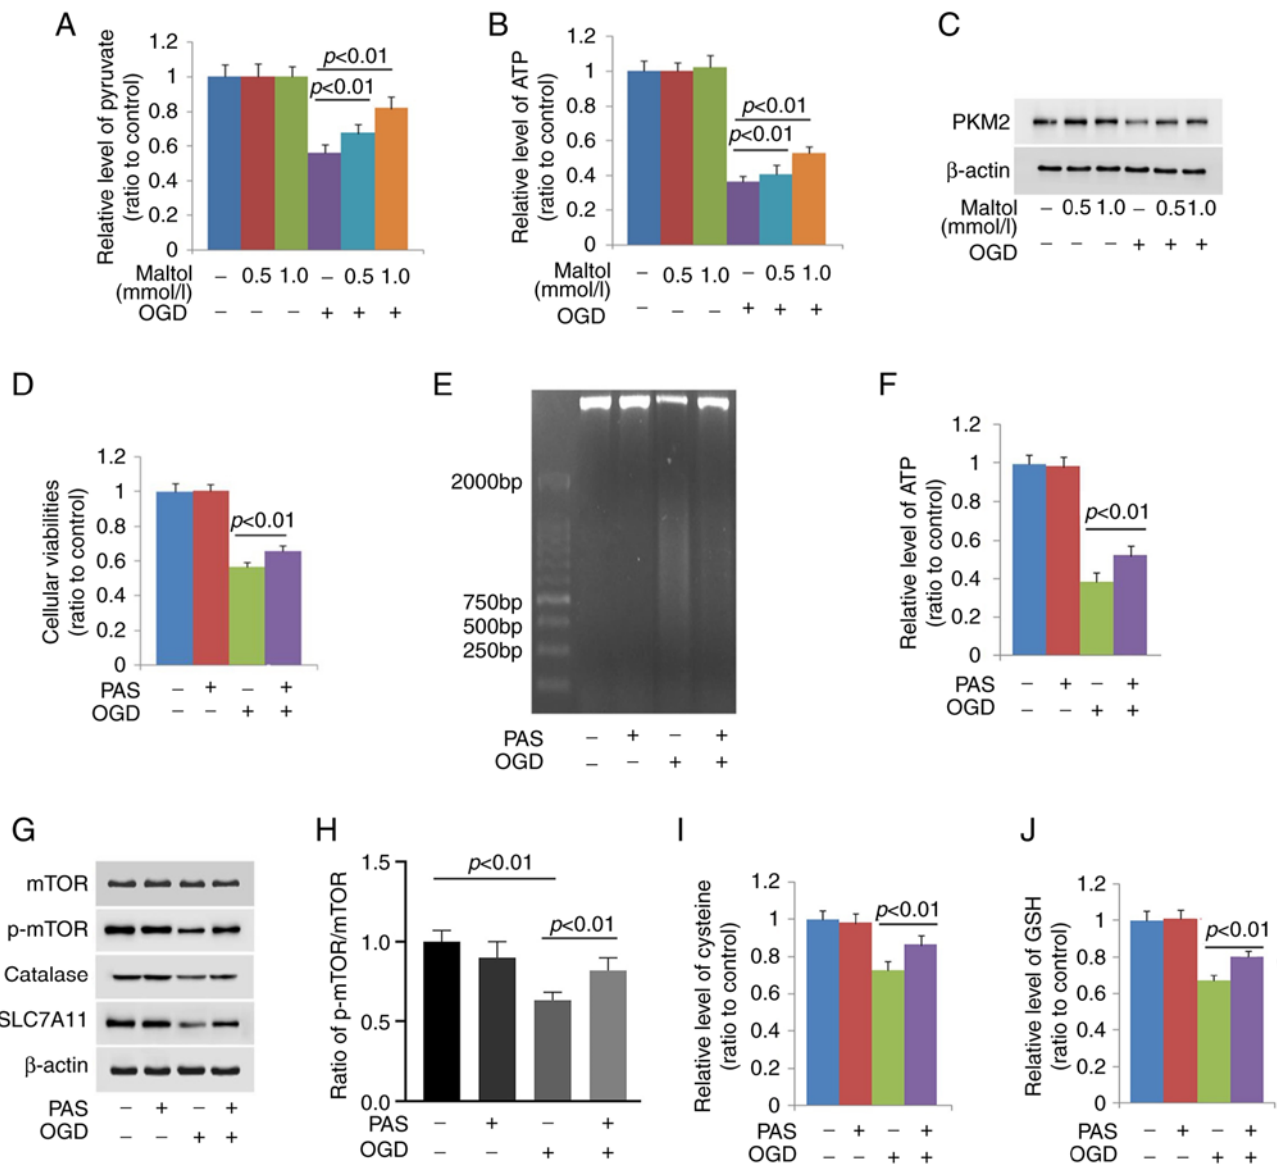 A
Relative level of pyruvate
(ratio to control)
1.2
1
0.8
0.6
0.4
0.2
0
p<0.01
p<0.01
Maltol
(mmol/l)
– 0.5 1.0 – 0.5 1.0
OGD
– – – + + +
B
Relative level of ATP
(ratio to control)
1.2
1
0.8
0.6
0.4
0.2
0
p<0.01
p<0.01
Maltol
(mmol/l)
– 0.5 1.0 – 0.5 1.0
OGD
– – – + + +
C
PKM2
β-actin
Maltol
(mmol/l)
– 0.5 1.0 – 0.5 1.0
OGD
– – – + + +
D
Cellular viabilities
(ratio to control)
1.2
1
0.8
0.6
0.4
0.2
0
p<0.01
PAS – + – +
OGD – – + +
E
2000bp
750bp
500bp
250bp
PAS – + – +
OGD – – + +
F
Relative level of ATP
(ratio to control)
1.2
1
0.8
0.6
0.4
0.2
0
p<0.01
PAS – + – +
OGD – – + +
G
mTOR
p-mTOR
Catalase
SLC7A11
β-actin
PAS – + – +
OGD – – + +
H
Ratio of p-mTOR/mTOR
1.5
1.0
0.5
0.0
p<0.01
p<0.01
PAS – + – +
OGD – – + +
I
Relative level of cysteine
(ratio to control)
1.2
1
0.8
0.6
0.4
0.2
0
p<0.01
PAS – + – +
OGD – – + +
J
Relative level of GSH
(ratio to control)
1.2
1
0.8
0.6
0.4
0.2
0
p<0.01
PAS – + – +
OGD – – + +